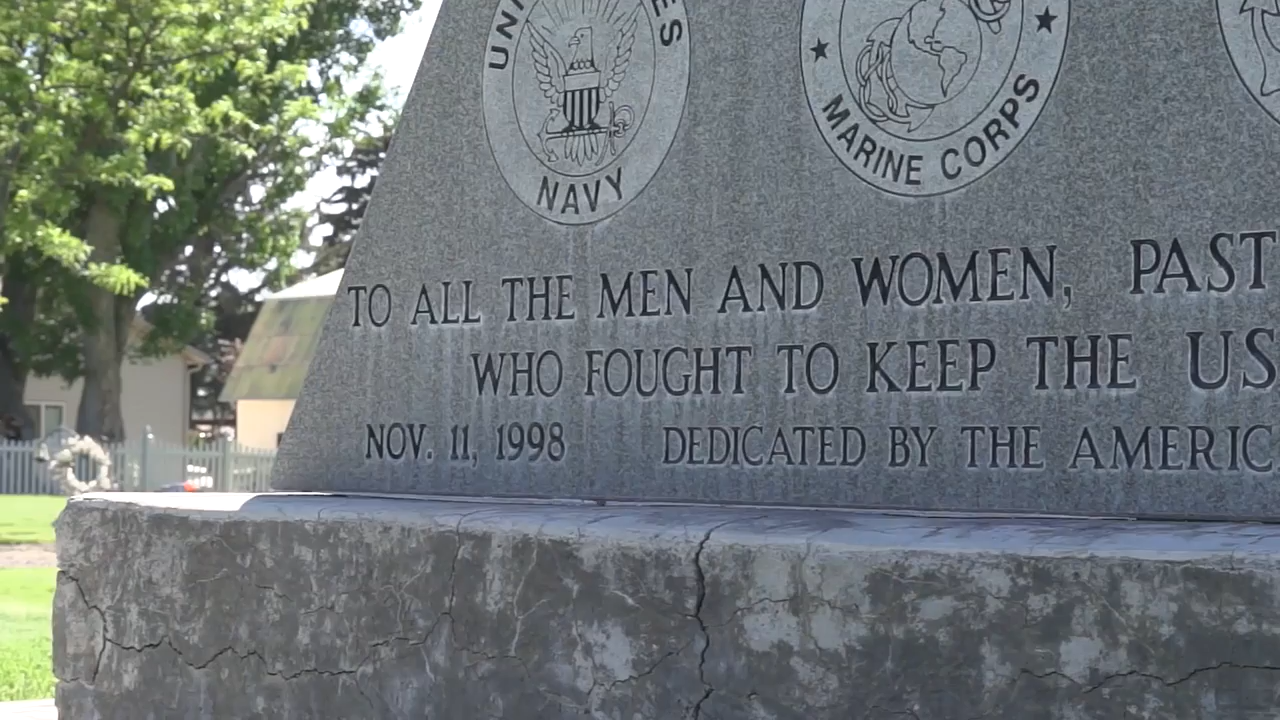 NAVY
MARINE CORPS
TO ALL THE MEN AND WOMEN, PAST
WHO FOUGHT TO KEEP THE US
NOV. 11, 1998 DEDICATED BY THE AMERIC